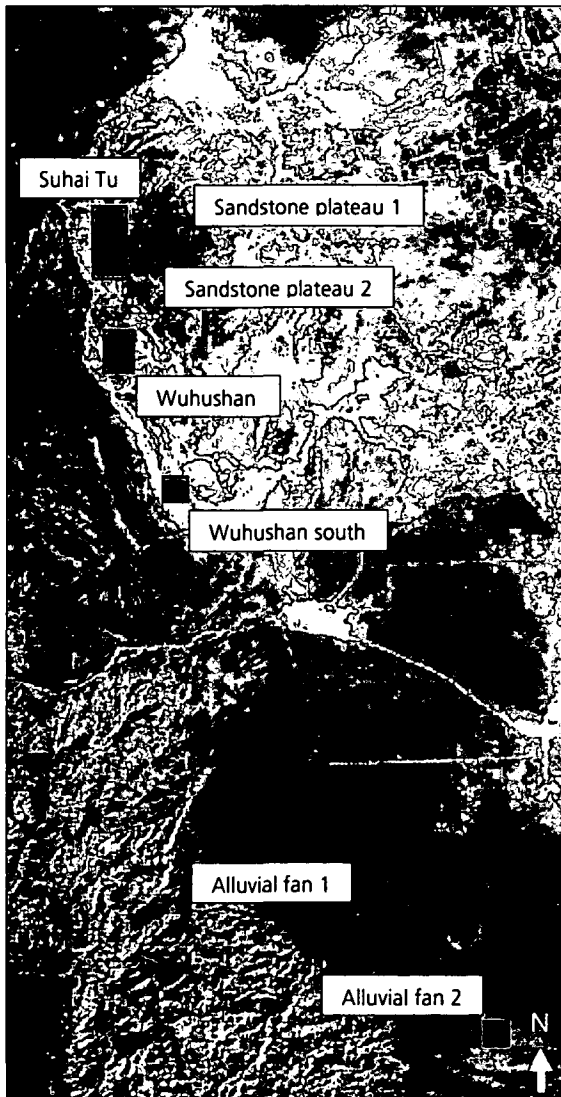 Suhai Tu
Sandstone plateau 1
Sandstone plateau 2
Wuhushan
Wuhushan south
Alluvial fan 1
Alluvial fan 2
N